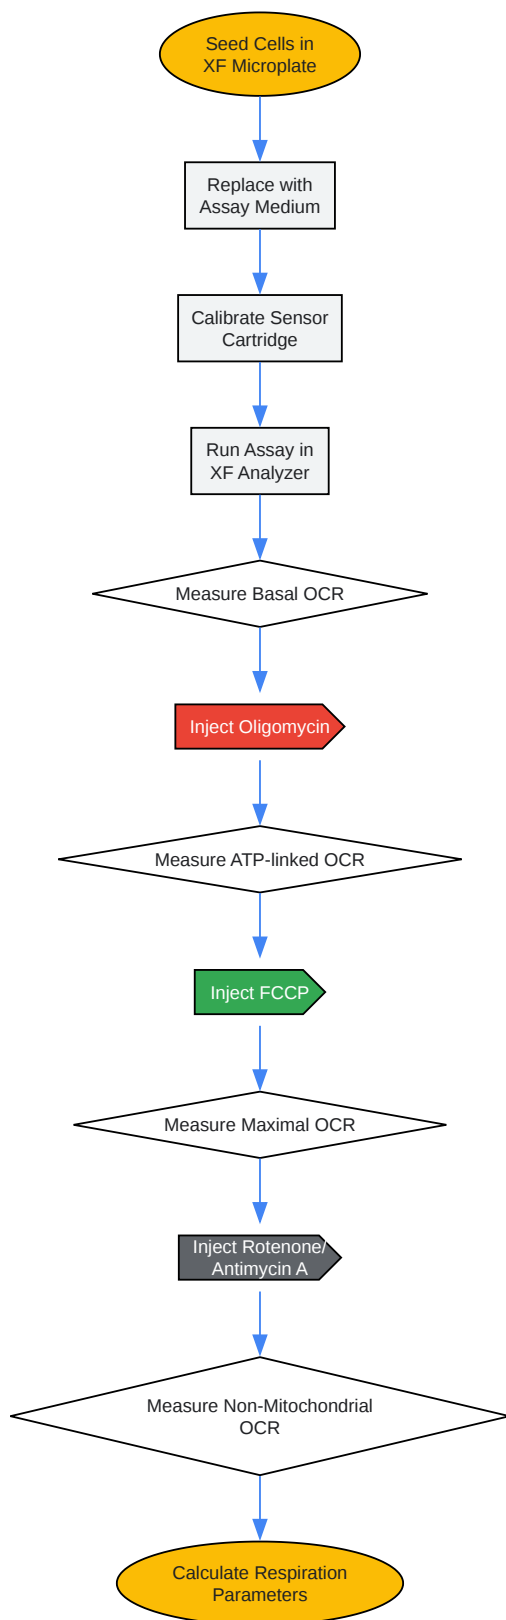 Seed Cells in
XF Microplate
Replace with
Assay Medium
Calibrate Sensor
Cartridge
Run Assay in
XF Analyzer
Measure Basal OCR
Inject Oligomycin
Measure ATP-linked OCR
Inject FCCP
Measure Maximal OCR
Inject Rotenone/
Antimycin A
Measure Non-Mitochondrial
OCR
Calculate Respiration
Parameters